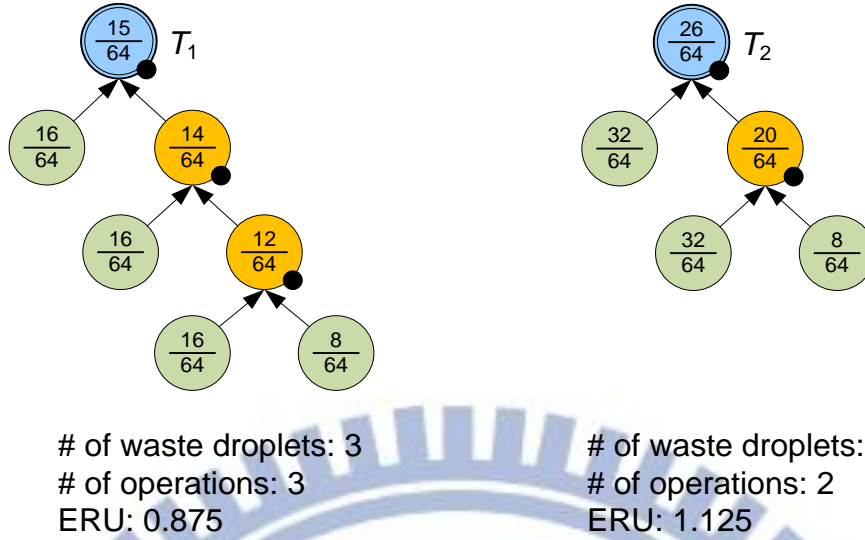 15/64 T1
26/64 T2
16/64 14/64
32/64 20/64
16/64 12/64
32/64 8/64
16/64 8/64
# of waste droplets: 3
# of operations: 3
ERU: 0.875
# of waste droplets:
# of operations: 2
ERU: 1.125